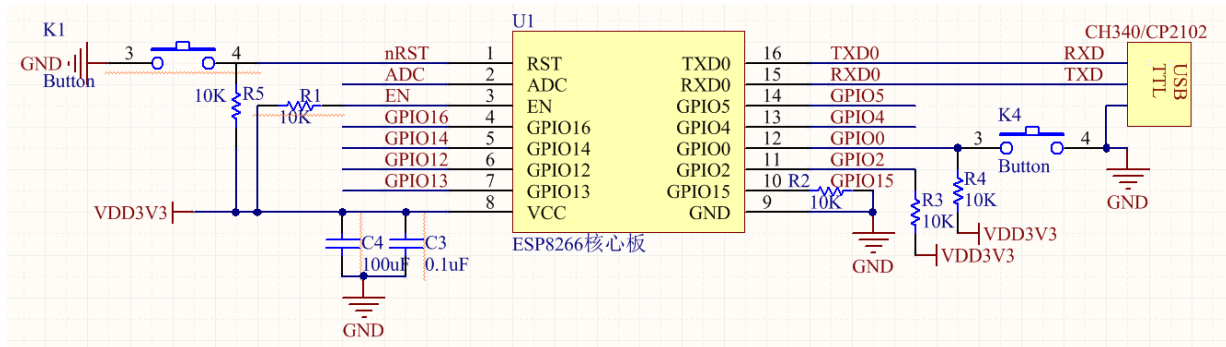 K1
U1
CH340/CP2102
GND
3
4
Button
nRST
1
RST
TXD0
16
TXD0
RXD
ADC
2
ADC
RXD0
15
RXD0
TXD
USB
TTL
10K
R5
R1
10K
EN
3
EN
GPIO5
14
GPIO5
GPIO16
4
GPIO16
GPIO4
13
GPIO4
K4
GPIO14
5
GPIO14
GPIO0
12
GPIO0
3
4
Button
GPIO12
6
GPIO12
GPIO2
11
GPIO2
GPIO13
7
GPIO13
GPIO15
10
R2
GPIO15
10K
R4
10K
R3
10K
GND
VDD3V3
8
VCC
GND
9
VDD3V3
VDD3V3
GND
C4
100uF
C3
0.1uF
ESP8266核心板
GND